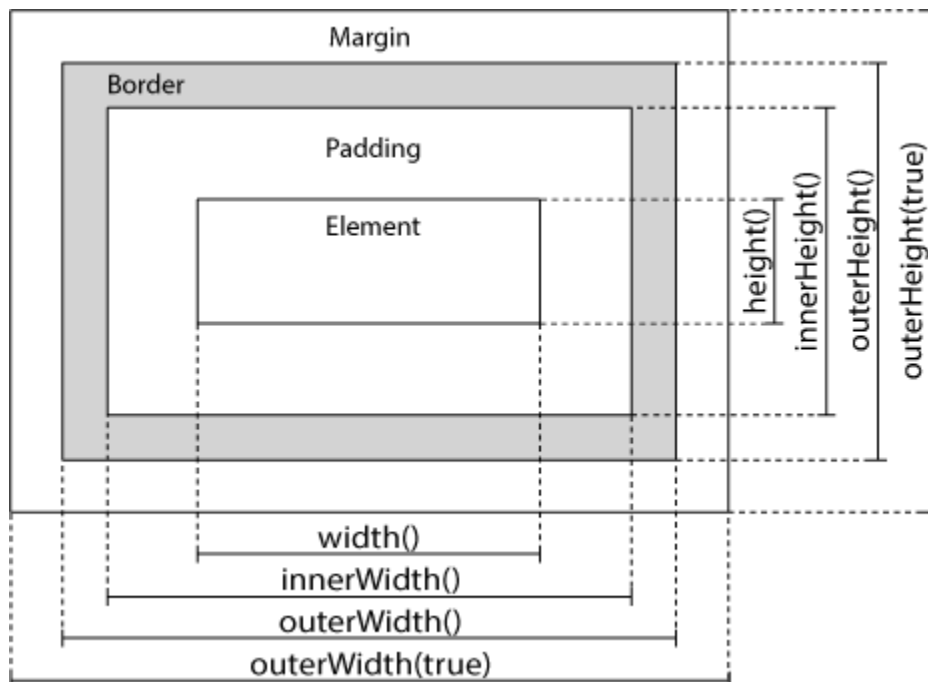 Margin
Border
Padding
Element
height()
innerHeight()
outerHeight()
outerHeight(true)
width()
innerWidth()
outerWidth()
outerWidth(true)